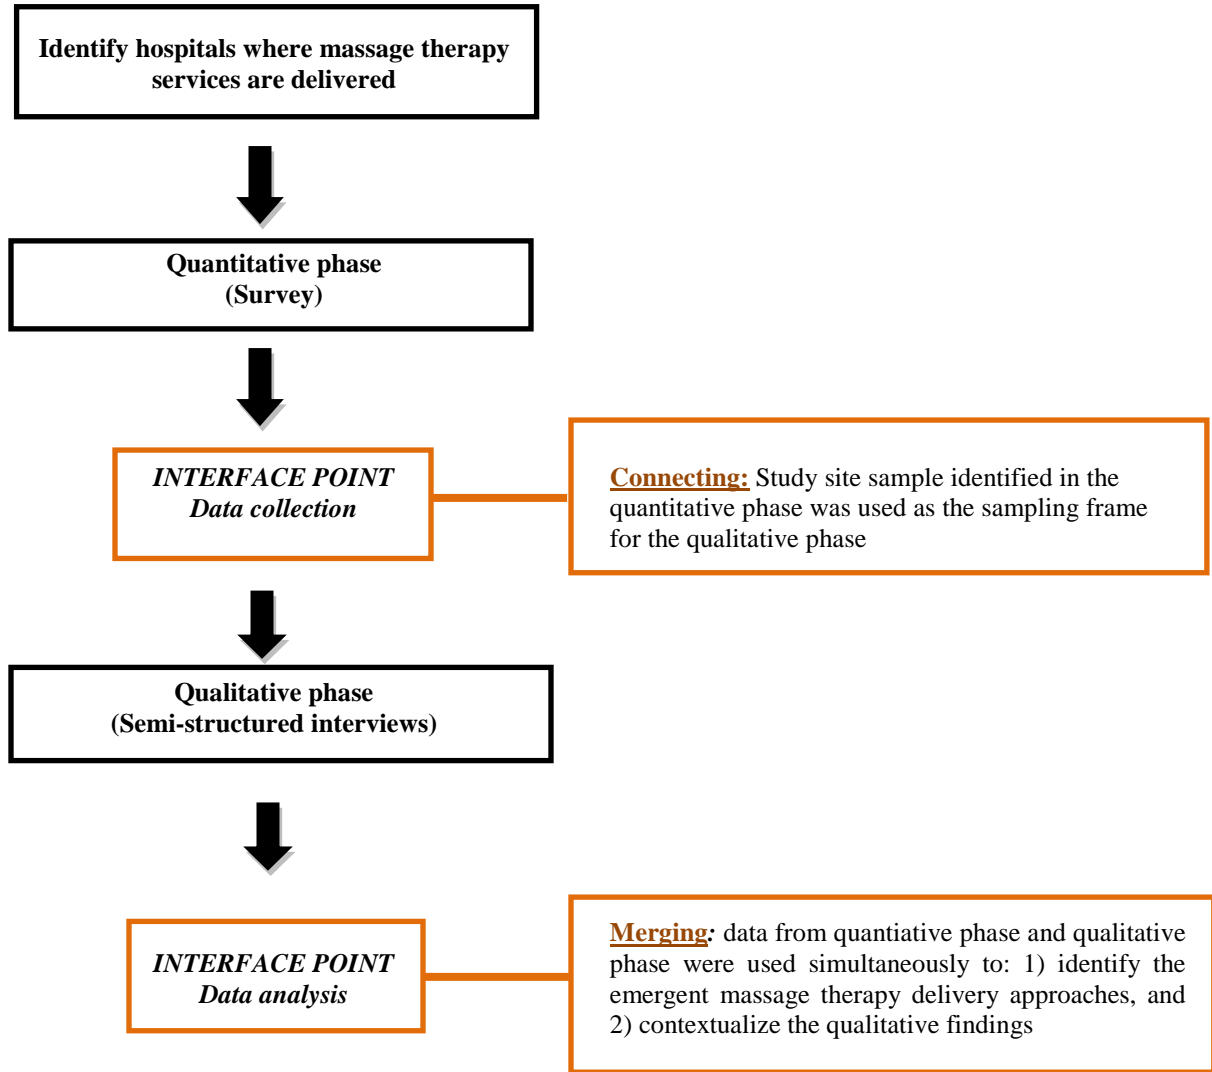 Identify hospitals where massage therapy
services are delivered
Quantitative phase
(Survey)
INTERFACE POINT
Data collection
Connecting: Study site sample identified in the
quantitative phase was used as the sampling frame
for the qualitative phase
Qualitative phase
(Semi-structured interviews)
INTERFACE POINT
Data analysis
Merging: data from quantiative phase and qualitative
phase were used simultaneously to: 1) identify the
emergent massage therapy delivery approaches, and
2) contextualize the qualitative findings